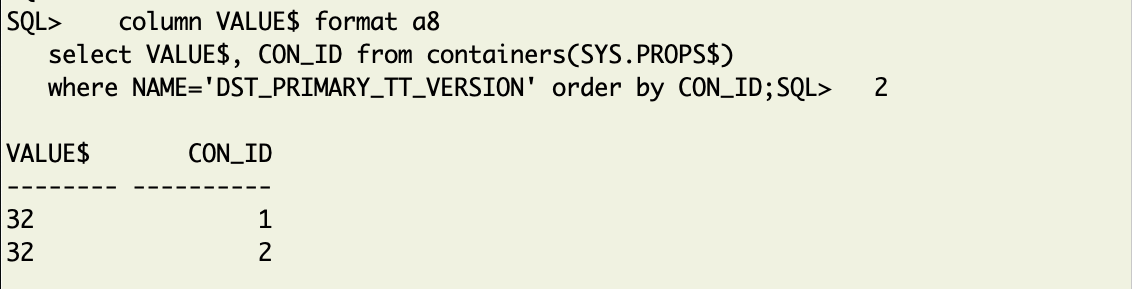 SQL>    column VALUE$ format a8
   select VALUE$, CON_ID from containers(SYS.PROPS$)
   where NAME='DST_PRIMARY_TT_VERSION' order by CON_ID;SQL>   2

VALUE$       CON_ID
-------- ----------
32                1
32                2